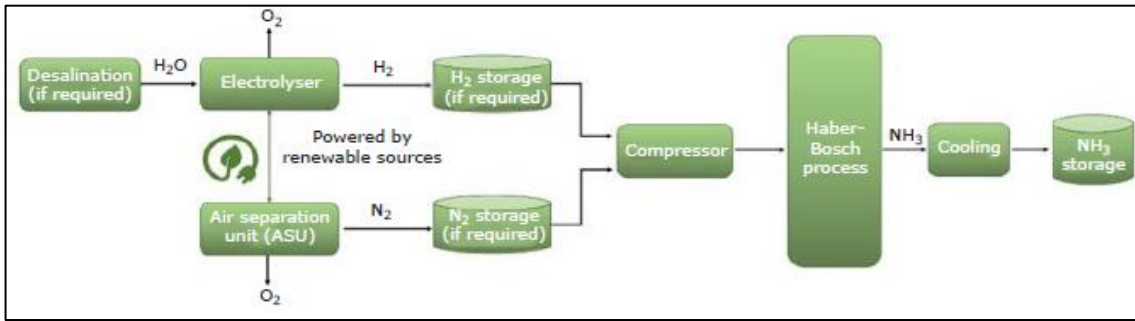 O₂
Desalination
(if required)
H₂O
Electrolyser
H₂
H₂ storage
(if required)
Powered by
renewable sources
Air separation
unit (ASU)
N₂
N₂ storage
(if required)
O₂
Compressor
Haber-
Bosch
process
NH₃
Cooling
NH₃
storage